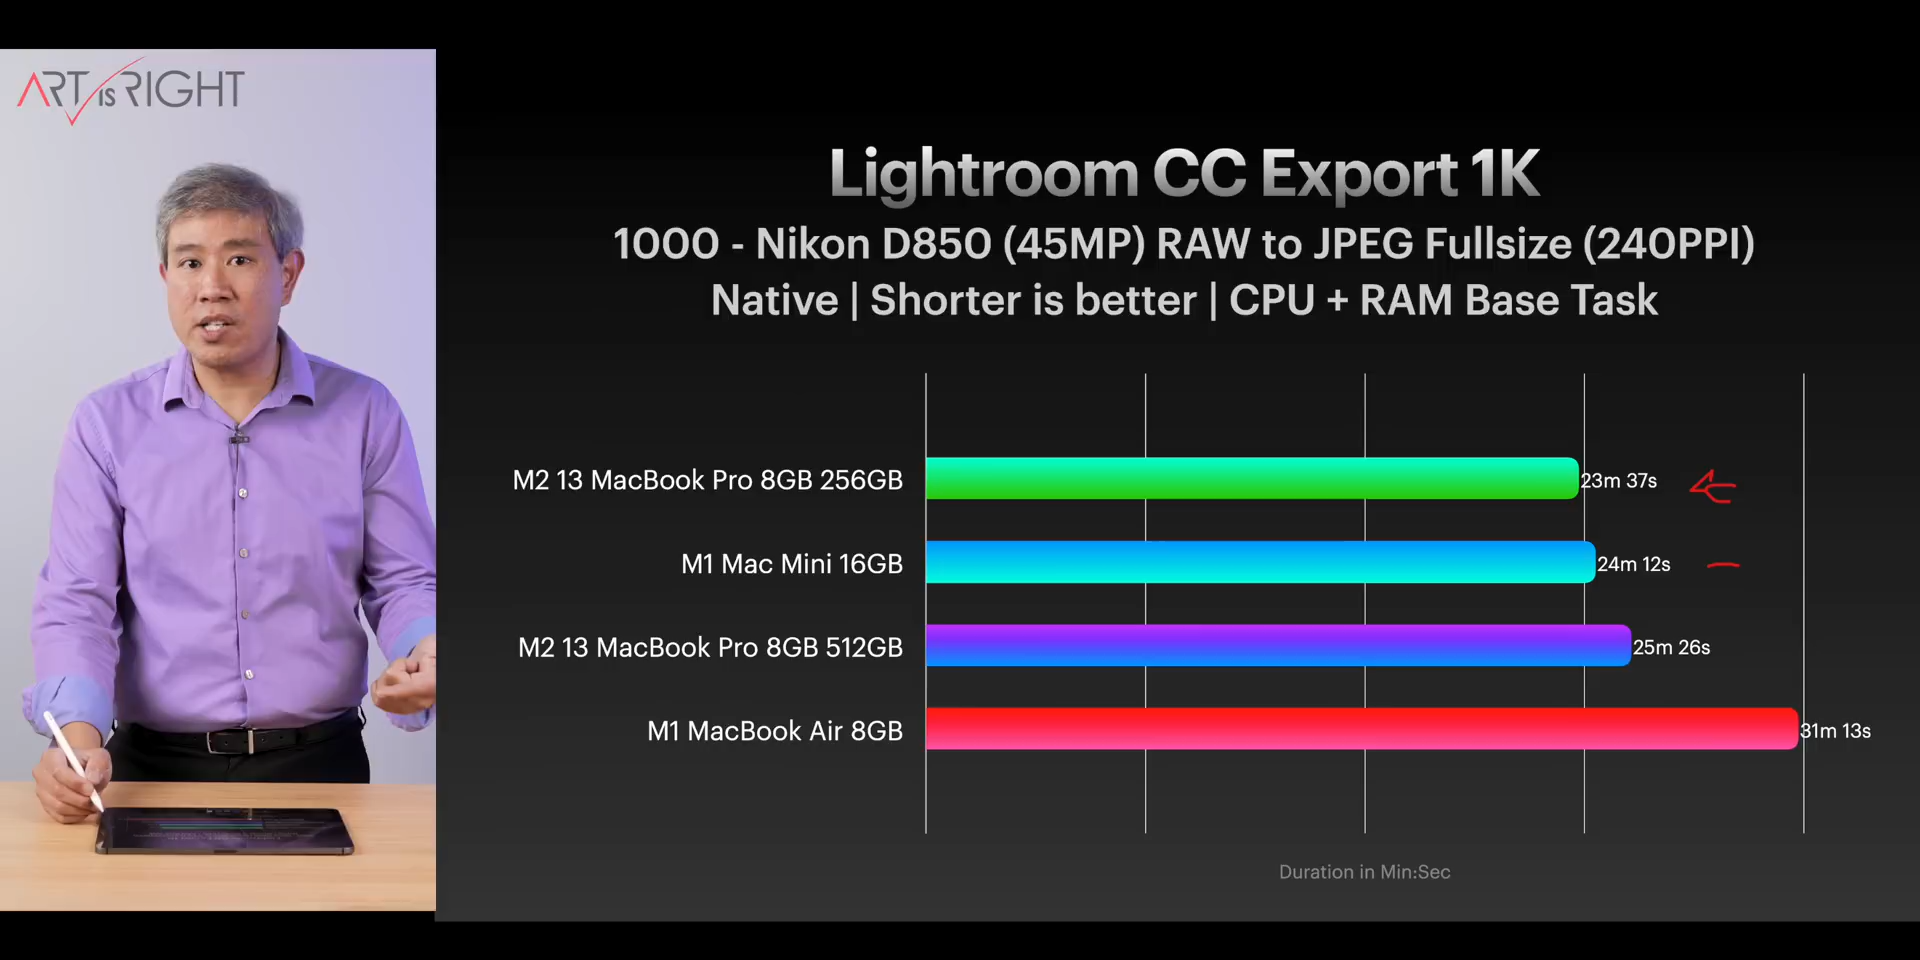 ART IS RIGHT
Lightroom CC Export 1K
1000 - Nikon D850 (45MP) RAW to JPEG Fullsize (240PPI)
Native | Shorter is better | CPU + RAM Base Task
M2 13 MacBook Pro 8GB 256GB 23m 37s
M1 Mac Mini 16GB 24m 12s
M2 13 MacBook Pro 8GB 512GB 25m 26s
M1 MacBook Air 8GB 31m 13s
Duration in Min:Sec